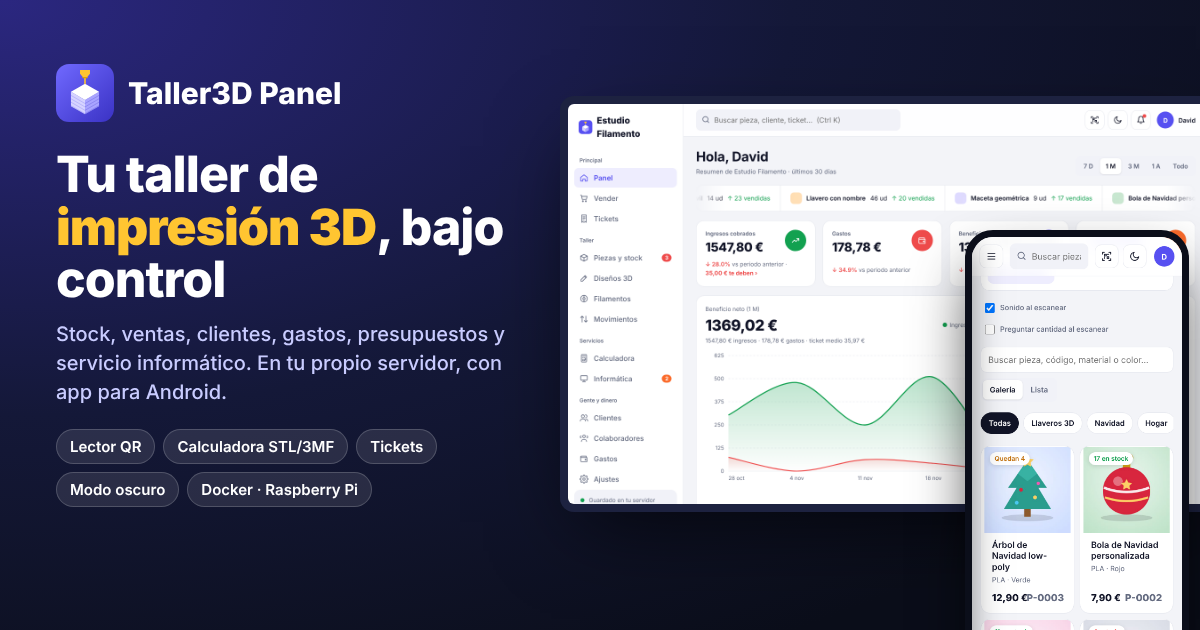 Taller3D Panel
Tu taller de
impresión 3D, bajo
control
Stock, ventas, clientes, gastos, presupuestos y
servicio informático. En tu propio servidor, con
app para Android.
Lector QR
Calculadora STL/3MF
Tickets
Modo oscuro
Docker · Raspberry Pi
Estudio
Filamento
Principal
Panel
Vender
Tickets
Taller
Piezas y stock
Diseños 3D
Filamentos
Movimientos
Servicios
Calculadora
Informática
2
Gente y dinero
Clientes
Colaboradores
Gastos
Ajustes
Guardado en tu servidor
Buscar pieza, cliente, ticket... (Ctrl K)
D
David
Hola, David
Resumen de Estudio Filamento · últimos 30 días
7 D
1 M
3 M
1 A
Todo
14 ud ↑ 23 vendidas
Llavero con nombre 46 ud ↑ 20 vendidas
Maceta geométrica 9 ud ↑ 17 vendidas
Bola de Navidad
Ingresos cobrados
1547,80 €
↓ 28.0% vs periodo anterior ·
35,00 € te deben ›
Gastos
178,78 €
↓ 34.9% vs periodo anterior
Beneficio neto (1 M)
1369,02 €
1547,80 € ingresos · 178,78 € gastos · ticket medio 35,97 €
625
500
375
250
125
0
28 oct
4 nov
11 nov
18 nov
Buscar pieza
D
Sonido al escanear
Preguntar cantidad al escanear
Buscar pieza, código, material o color...
Galería
Lista
Todas
Llaveros 3D
Navidad
Hogar
Quedan 4
Árbol de
Navidad low-
poly
PLA · Verde
12,90 €
P-0003
17 en stock
Bola de Navidad
personalizada
PLA · Rojo
7,90 €
P-0002